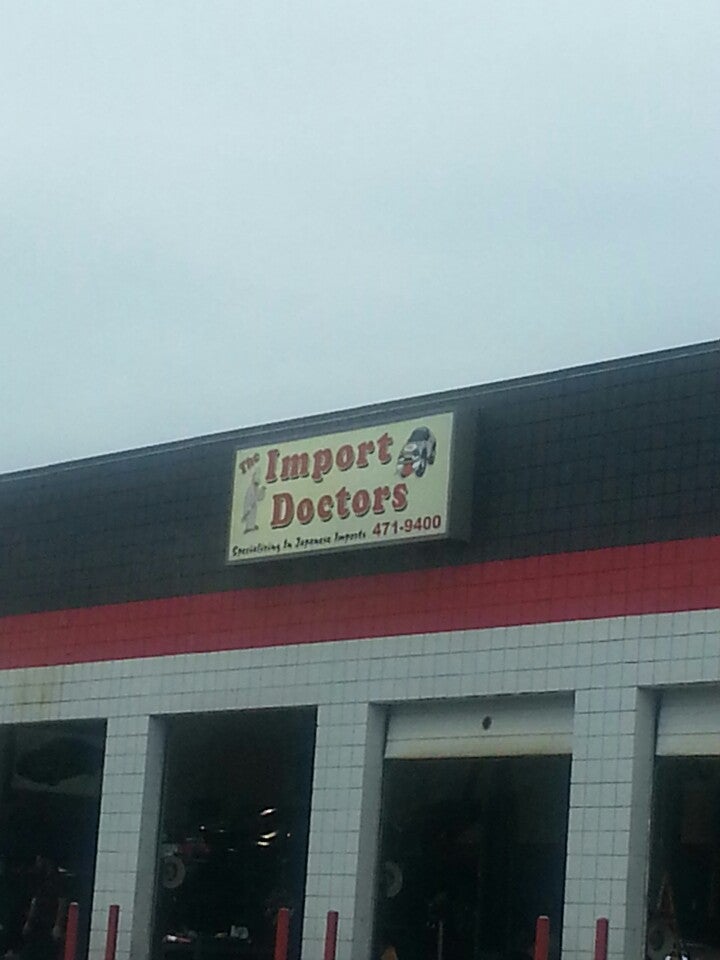 The
Import
Doctors
Specializing In Japanese Imports 471-9400